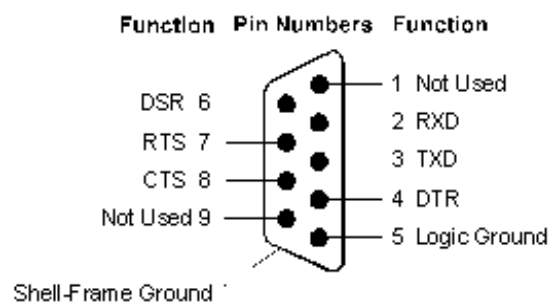 Function Pin Numbers Function
1 Not Used
DSR 6
2 RXD
RTS 7
3 TXD
CTS 8
4 DTR
Not Used 9
5 Logic Ground
Shell-Frame Ground